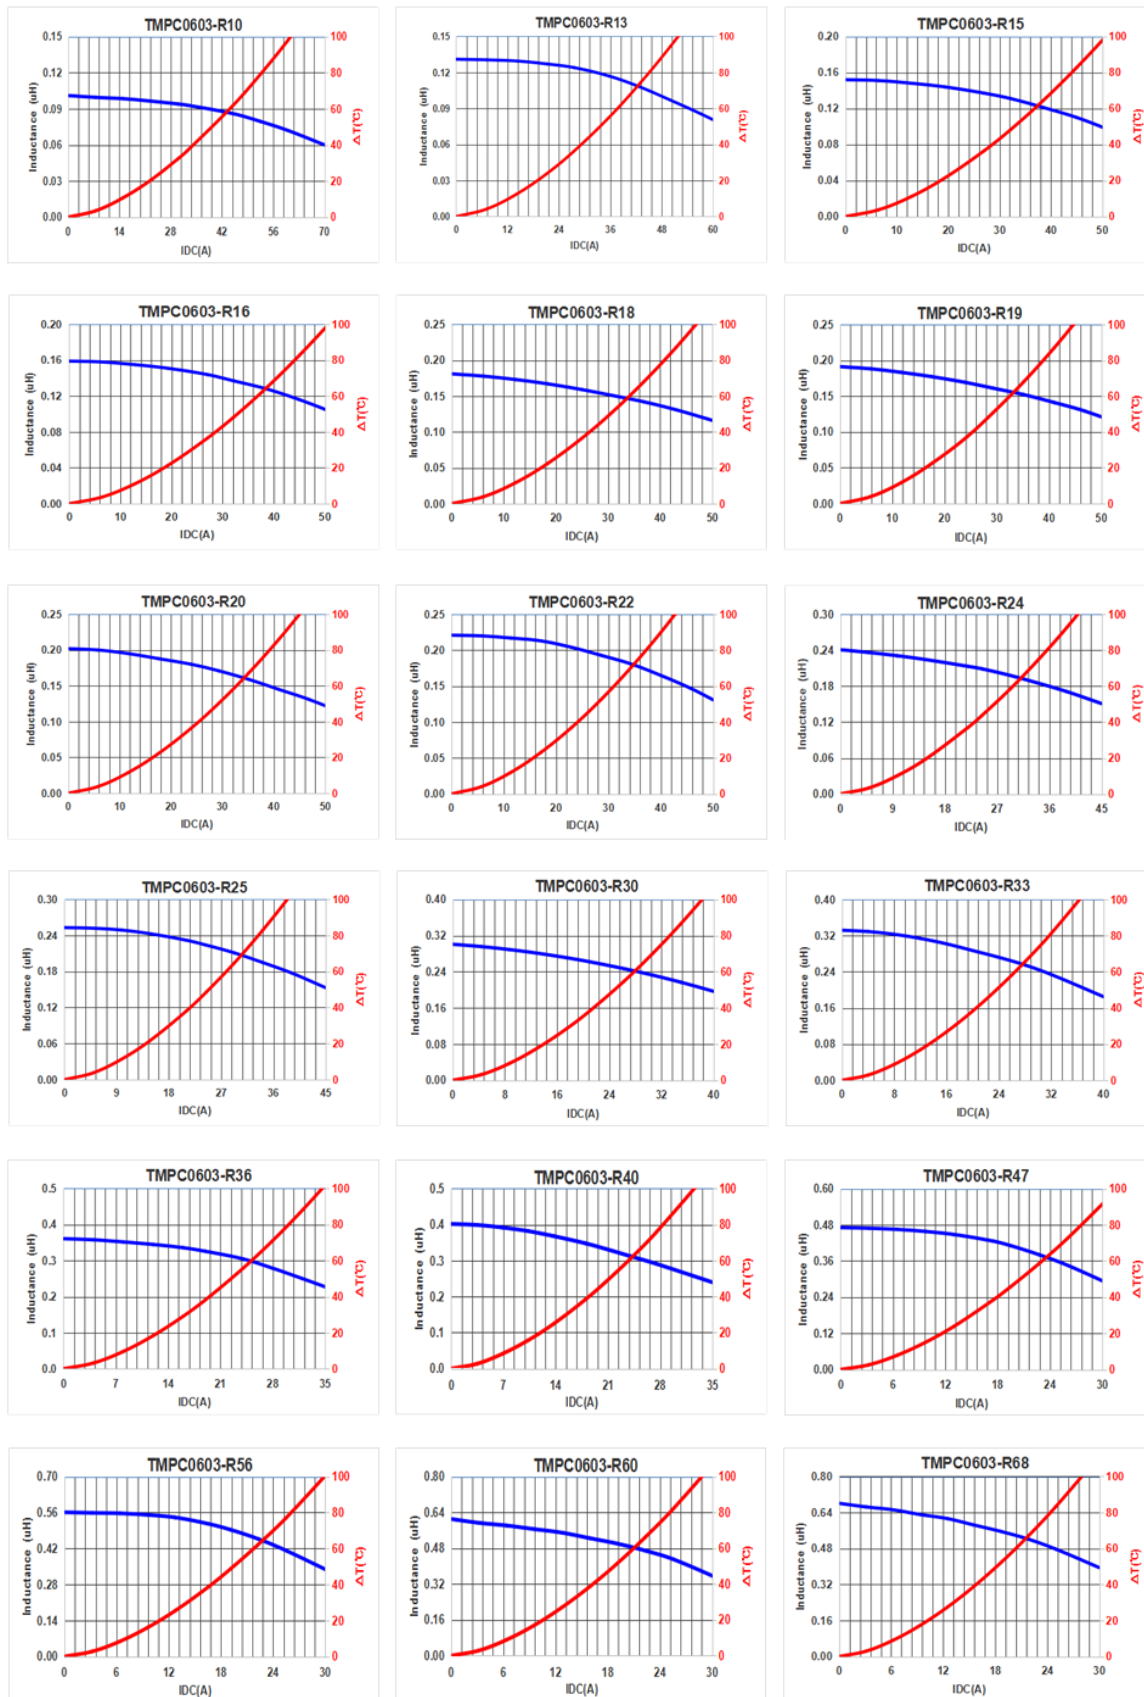 TMPC0603-R10
Inductance (uH)
0.15
0.12
0.09
0.06
0.03
0.00
100
80
60
40
20
0
△T(℃)
0 14 28 42 56 70
IDC(A)
TMPC0603-R13
Inductance (uH)
0.15
0.12
0.09
0.06
0.03
0.00
100
80
60
40
20
0
△T(℃)
0 12 24 36 48 60
IDC(A)
TMPC0603-R15
Inductance (uH)
0.20
0.16
0.12
0.08
0.04
0.00
100
80
60
40
20
0
△T(℃)
0 10 20 30 40 50
IDC(A)
TMPC0603-R16
Inductance (uH)
0.20
0.16
0.12
0.08
0.04
0.00
100
80
60
40
20
0
△T(℃)
0 10 20 30 40 50
IDC(A)
TMPC0603-R18
Inductance (uH)
0.25
0.20
0.15
0.10
0.05
0.00
100
80
60
40
20
0
△T(℃)
0 10 20 30 40 50
IDC(A)
TMPC0603-R19
Inductance (uH)
0.25
0.20
0.15
0.10
0.05
0.00
100
80
60
40
20
0
△T(℃)
0 10 20 30 40 50
IDC(A)
TMPC0603-R20
Inductance (uH)
0.25
0.20
0.15
0.10
0.05
0.00
100
80
60
40
20
0
△T(℃)
0 10 20 30 40 50
IDC(A)
TMPC0603-R22
Inductance (uH)
0.25
0.20
0.15
0.10
0.05
0.00
100
80
60
40
20
0
△T(℃)
0 10 20 30 40 50
IDC(A)
TMPC0603-R24
Inductance (uH)
0.30
0.24
0.18
0.12
0.06
0.00
100
80
60
40
20
0
△T(℃)
0 9 18 27 36 45
IDC(A)
TMPC0603-R25
Inductance (uH)
0.30
0.24
0.18
0.12
0.06
0.00
100
80
60
40
20
0
△T(℃)
0 9 18 27 36 45
IDC(A)
TMPC0603-R30
Inductance (uH)
0.40
0.32
0.24
0.16
0.08
0.00
100
80
60
40
20
0
△T(℃)
0 8 16 24 32 40
IDC(A)
TMPC0603-R33
Inductance (uH)
0.40
0.32
0.24
0.16
0.08
0.00
100
80
60
40
20
0
△T(℃)
0 8 16 24 32 40
IDC(A)
TMPC0603-R36
Inductance (uH)
0.5
0.4
0.3
0.2
0.1
0.0
100
80
60
40
20
0
△T(℃)
0 7 14 21 28 35
IDC(A)
TMPC0603-R40
Inductance (uH)
0.5
0.4
0.3
0.2
0.1
0.0
100
80
60
40
20
0
△T(℃)
0 7 14 21 28 35
IDC(A)
TMPC0603-R47
Inductance (uH)
0.60
0.48
0.36
0.24
0.12
0.00
100
80
60
40
20
0
△T(℃)
0 6 12 18 24 30
IDC(A)
TMPC0603-R56
Inductance (uH)
0.70
0.56
0.42
0.28
0.14
0.00
100
80
60
40
20
0
△T(℃)
0 6 12 18 24 30
IDC(A)
TMPC0603-R60
Inductance (uH)
0.80
0.64
0.48
0.32
0.16
0.00
100
80
60
40
20
0
△T(℃)
0 6 12 18 24 30
IDC(A)
TMPC0603-R68
Inductance (uH)
0.80
0.64
0.48
0.32
0.16
0.00
100
80
60
40
20
0
△T(℃)
0 6 12 18 24 30
IDC(A)